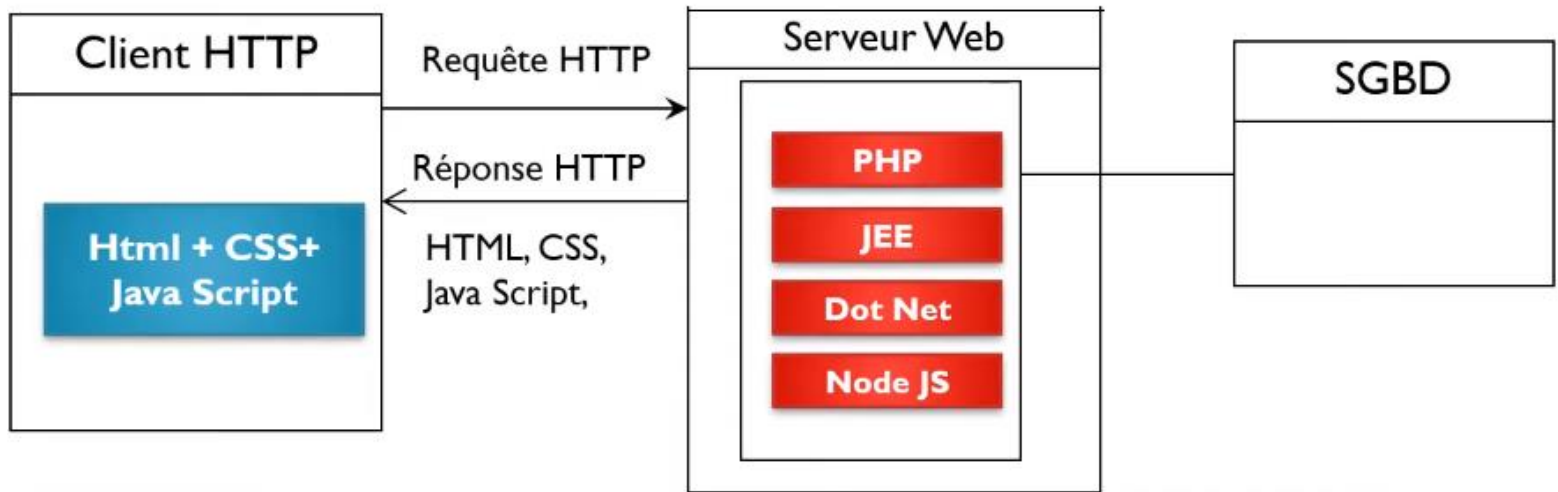 Client HTTP
Html + CSS+
Java Script
Requête HTTP
Réponse HTTP
HTML, CSS,
Java Script,
Serveur Web
PHP
JEE
Dot Net
Node JS
SGBD